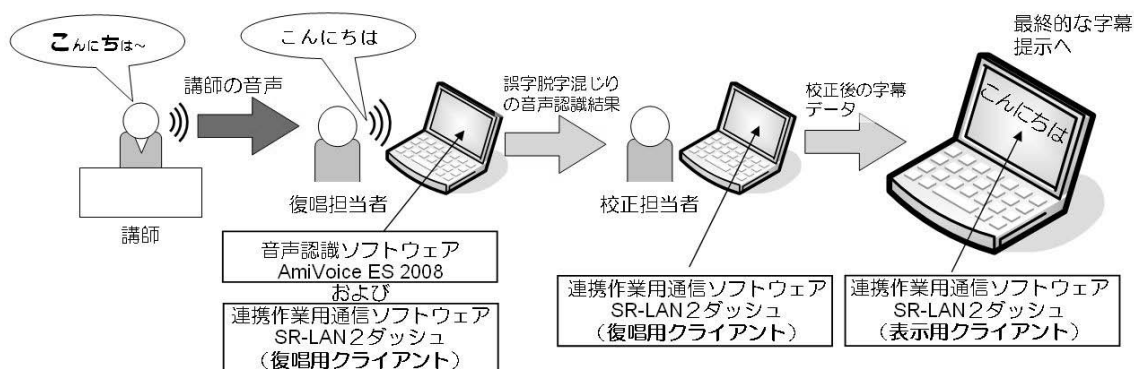 こんにちは~
こんにちは
講師の音声
誤字脱字混じり
の音声認識結果
校正後の字幕
データ
最終的な字幕
提示へ
こんにちは
講師
復唱担当者
校正担当者
音声認識ソフトウェア
AmiVoice ES 2008
および
連携作業用通信ソフトウェア
SR-LAN2ダッシュ
(復唱用クライアント)
連携作業用通信ソフトウェア
SR-LAN2ダッシュ
(復唱用クライアント)
連携作業用通信ソフトウェア
SR-LAN2ダッシュ
(表示用クライアント)